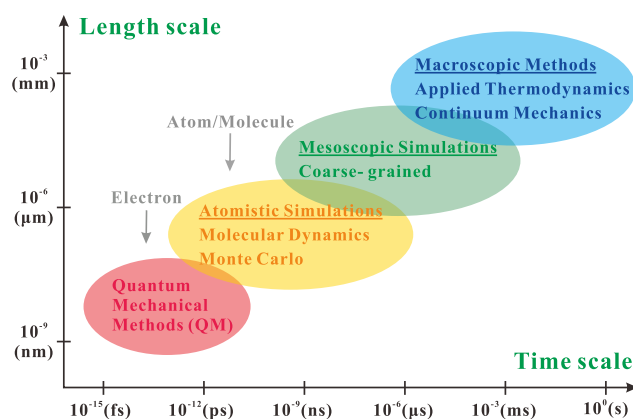 Length scale
10⁻³
(mm)
Macroscopic Methods
Applied Thermodynamics
Continuum Mechanics
Atom/Molecule
Mesoscopic Simulations
Coarse- grained
Electron
10⁻⁶
(μm)
Atomistic Simulations
Molecular Dynamics
Monte Carlo
Quantum
Mechanical
Methods (QM)
10⁻⁹
(nm)
Time scale
10⁻¹⁵(fs) 10⁻¹²(ps) 10⁻⁹(ns) 10⁻⁶(μs) 10⁻³(ms) 10⁰(s)